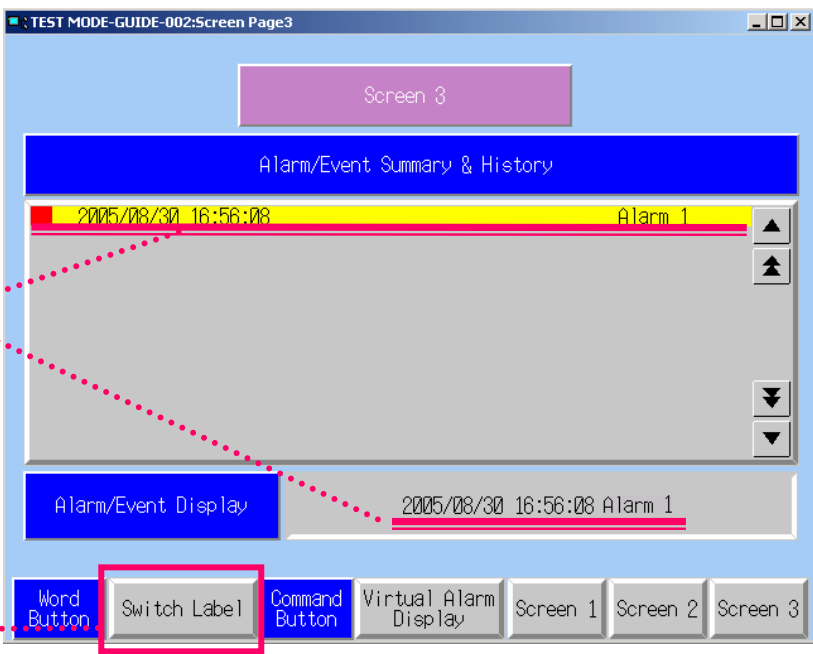 TEST MODE-GUIDE-002:Screen Page3
Screen 3
Alarm/Event Summary & History
2005/08/30 16:56:08 Alarm 1
Alarm/Event Display
2005/08/30 16:56:08 Alarm 1
Word
Button
Switch Label
Command
Button
Virtual Alarm
Display
Screen 1
Screen 2
Screen 3